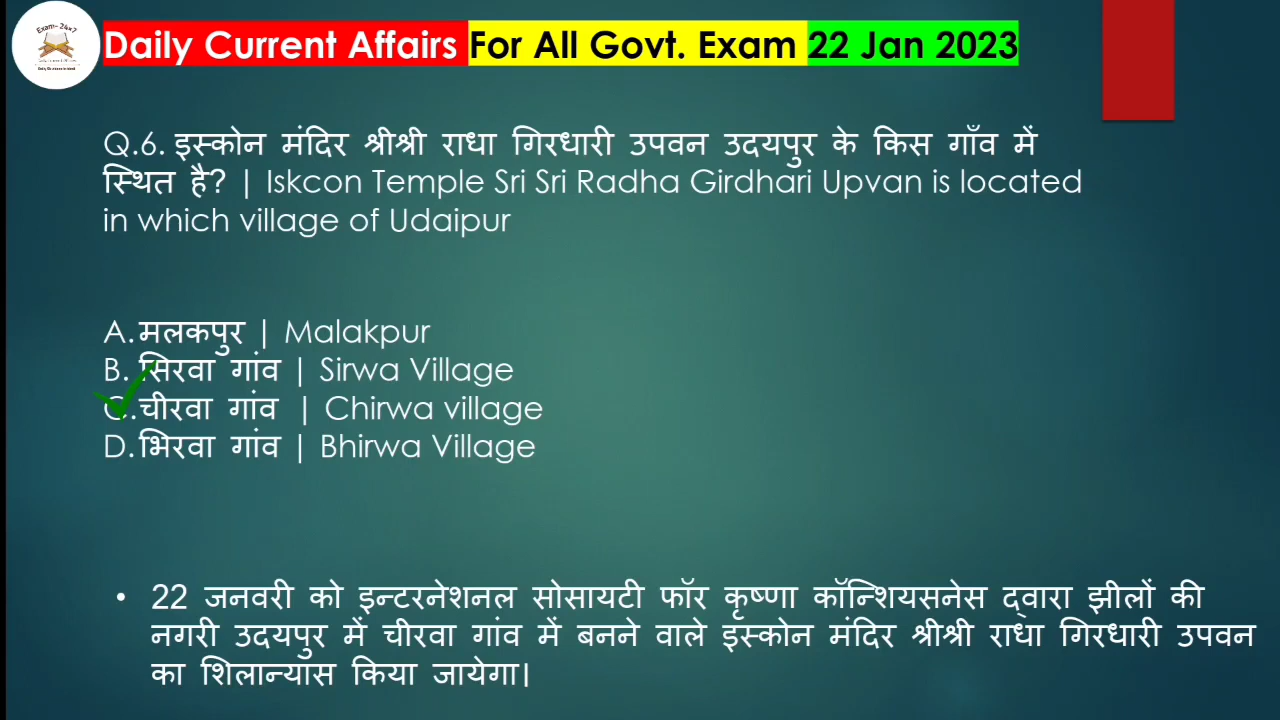 Exam- 24x7
Daily Current Affairs For All Govt. Exam 22 Jan 2023
Q.6. इस्कोन मंदिर श्रीश्री राधा गिरधारी उपवन उदयपुर के किस गाँव में
स्थित है? | Iskcon Temple Sri Sri Radha Girdhari Upvan is located
in which village of Udaipur
A. मलकपुर | Malakpur
B. सिरवा गांव | Sirwa Village
C. चीरवा गांव | Chirwa village
D. भिरवा गांव | Bhirwa Village
• 22 जनवरी को इन्टरनेशनल सोसायटी फॉर कृष्णा कॉन्शियसनेस द्वारा झीलों की
नगरी उदयपुर में चीरवा गांव में बनने वाले इस्कोन मंदिर श्रीश्री राधा गिरधारी उपवन
का शिलान्यास किया जायेगा।